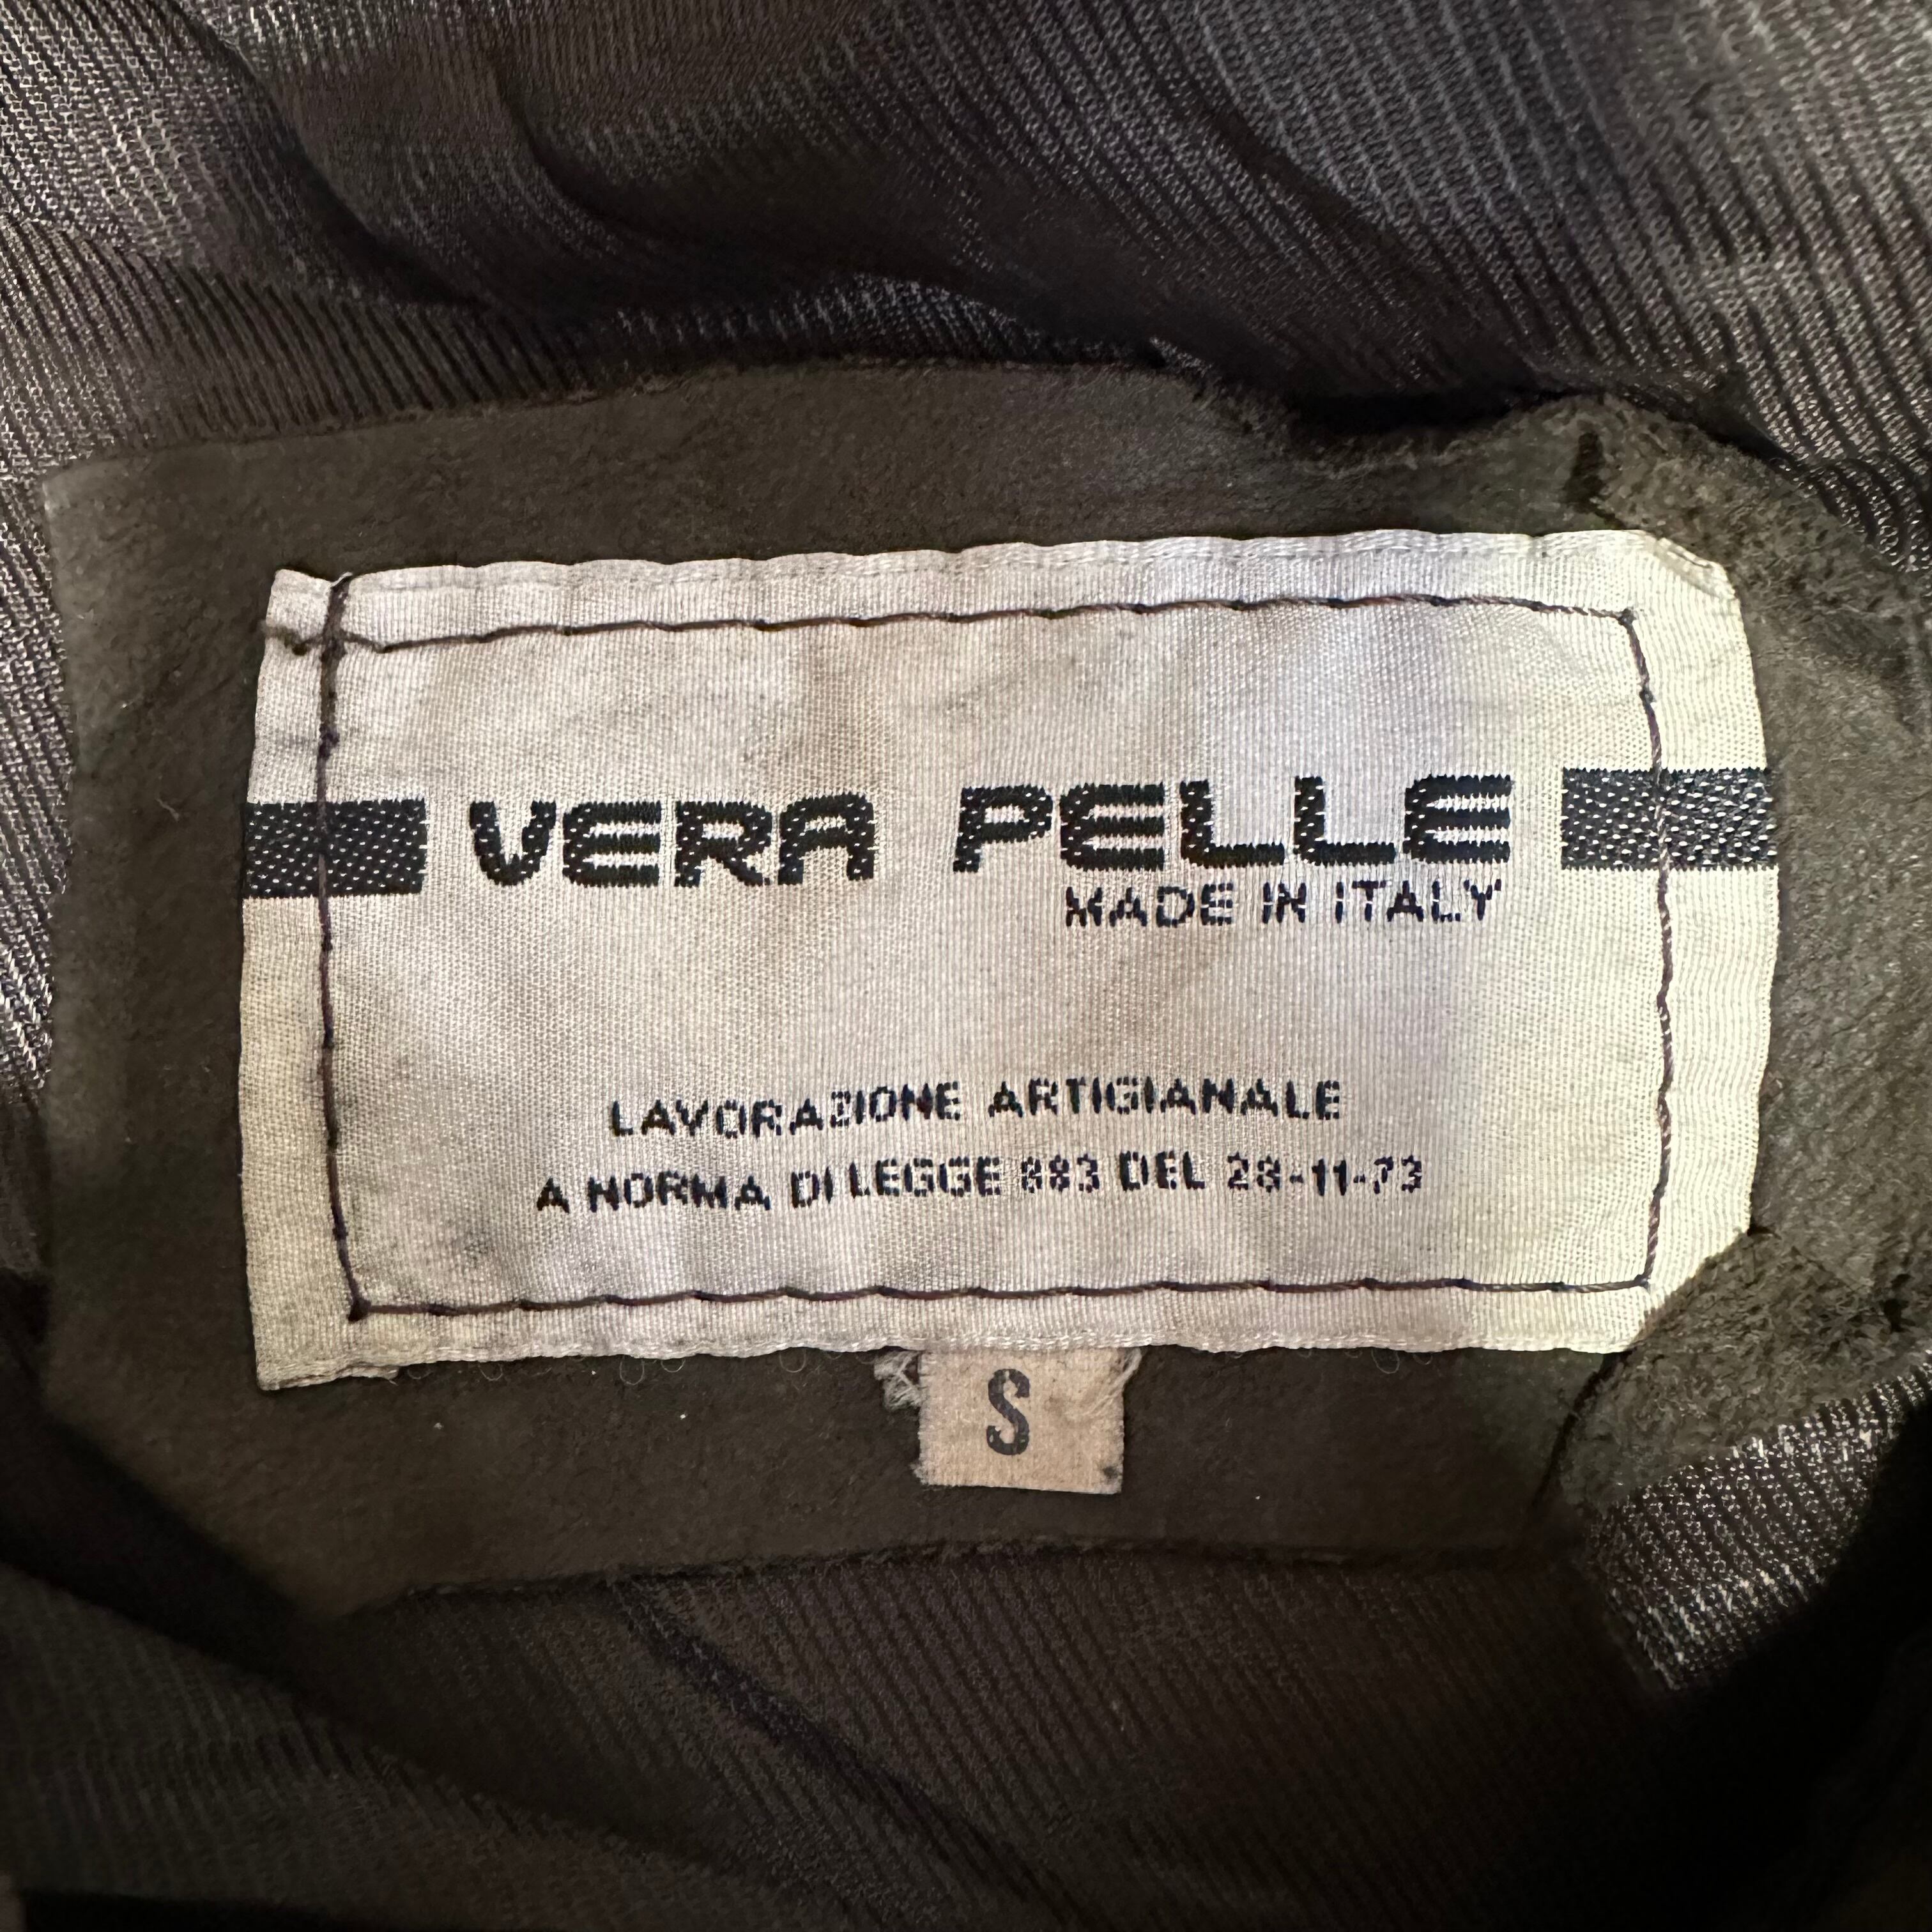 VERA PELLE
MADE IN ITALY
LAVORAZIONE ARTIGIANALE
A NORMA DI LEGGE 883 DEL 28-11-73
S